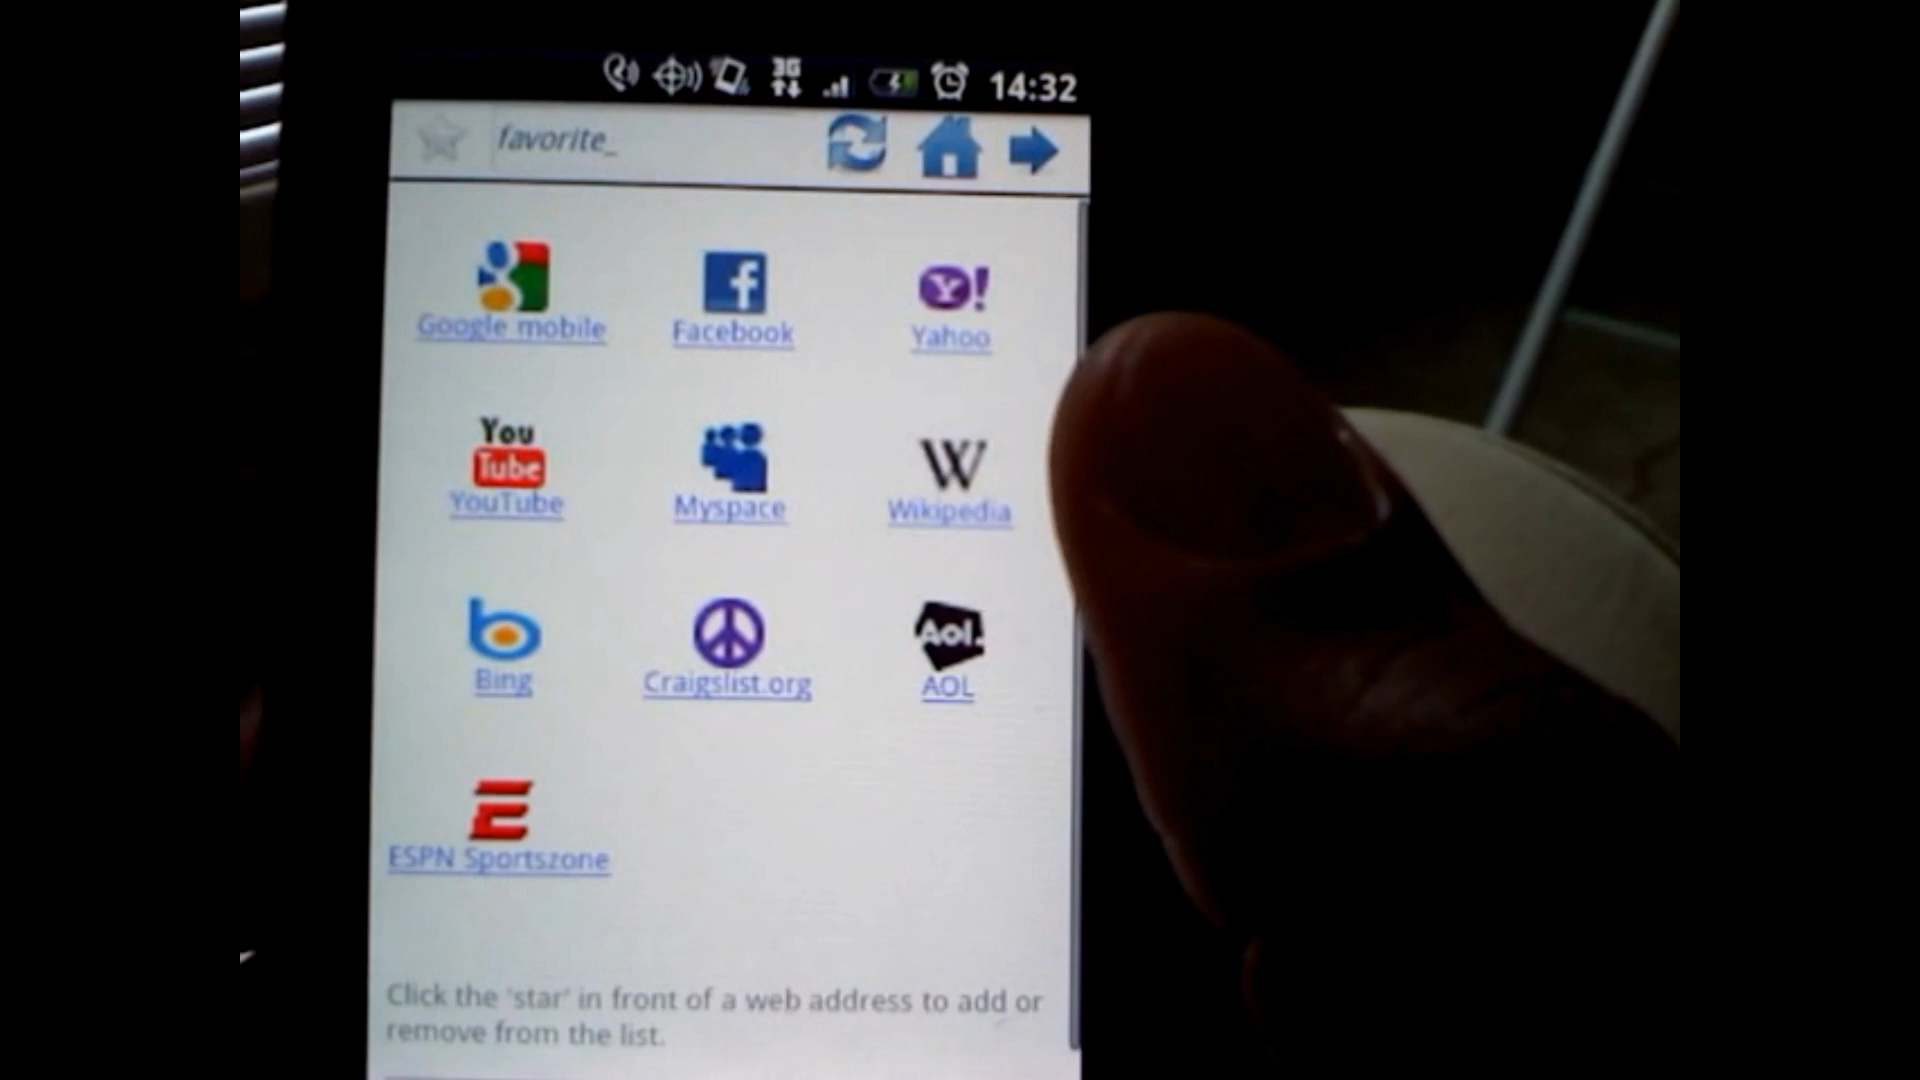 3G 14:32
favorite_
Google mobile Facebook Yahoo
Y!
f
You
Tube
YouTube Myspace Wikipedia
W
Aol.
Bing Craigslist.org AOL
E
ESPN Sportszone
Click the 'star' in front of a web address to add or
remove from the list.